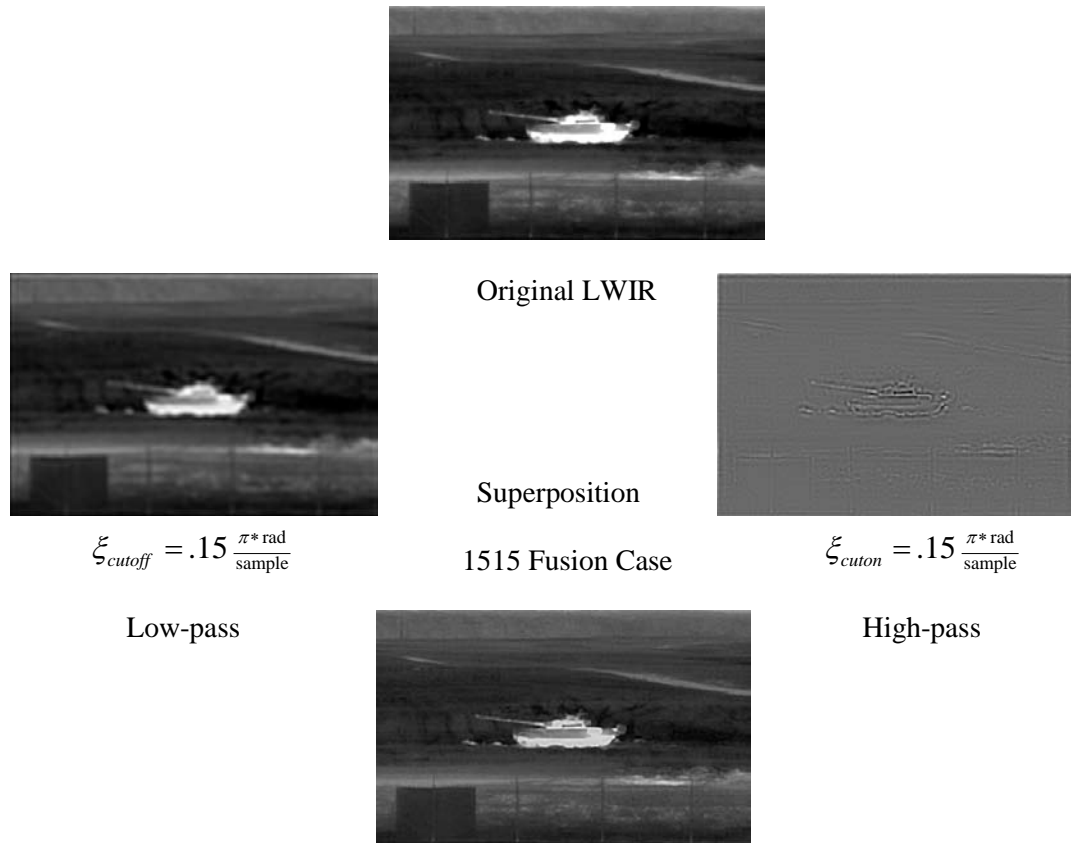 Original LWIR
Superposition
ξcutoff = .15 π* rad/sample
1515 Fusion Case
ξcuton = .15 π* rad/sample
Low-pass
High-pass